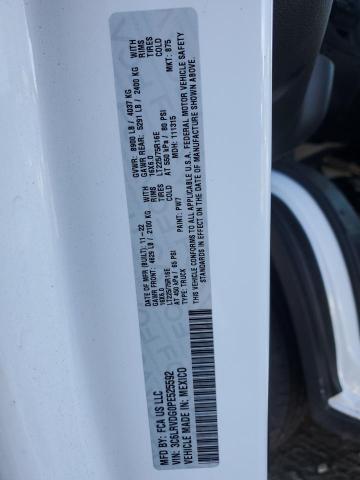 MFD BY: FCA US LLC
DATE OF MFR (BUILT): 11-22 GVWR: 8900 LB / 4037 KG
GAWR FRONT: 4629 LB / 2100 KG WITH GAWR REAR: 5291 LB / 2400 KG WITH
16X6.0 RIMS 16X6.0 RIMS
LT225/75R16E TIRES LT225/75R16E TIRES
AT 450 kPa / 65 PSI COLD AT 550 kPa / 80 PSI COLD
TYPE: TRUCK PAINT: PW7 MDH: 111315 MKT: 875
THIS VEHICLE CONFORMS TO ALL APPLICABLE U.S.A. FEDERAL MOTOR VEHICLE SAFETY
STANDARDS IN EFFECT ON THE DATE OF MANUFACTURE SHOWN ABOVE.
VIN: 3C6LRVDG0PE525592
VEHICLE MADE IN: MEXICO